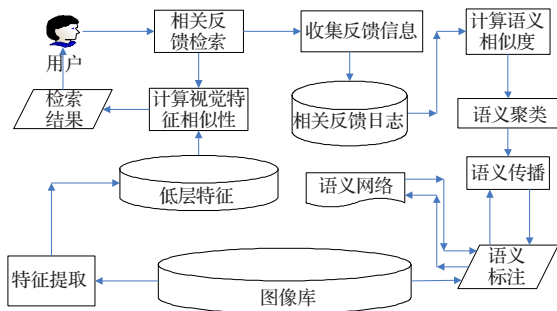 相关反
馈检索
收集反馈信息
计算语义
相似度
用户
检索
结果
计算视觉特
征相似性
相关反馈日志
语义聚类
低层特征
语义网络
语义传播
特征提取
图像库
语义
标注